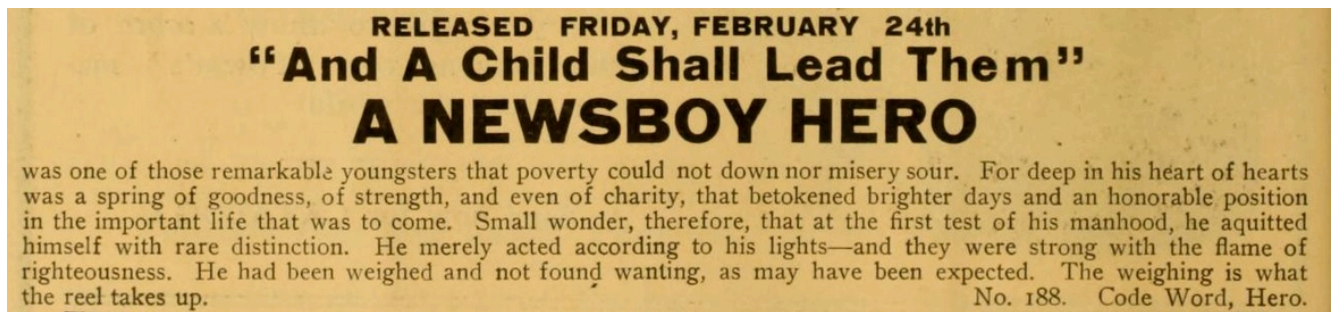 RELEASED FRIDAY, FEBRUARY 24th
"And A Child Shall Lead Them"
A NEWSBOY HERO
was one of those remarkable youngsters that poverty could not down nor misery sour. For deep in his heart of hearts
was a spring of goodness, of strength, and even of charity, that betokened brighter days and an honorable position
in the important life that was to come. Small wonder, therefore, that at the first test of his manhood, he aquitted
himself with rare distinction. He merely acted according to his lights—and they were strong with the flame of
righteousness. He had been weighed and not found wanting, as may have been expected. The weighing is what
the reel takes up. No. 188. Code Word, Hero.